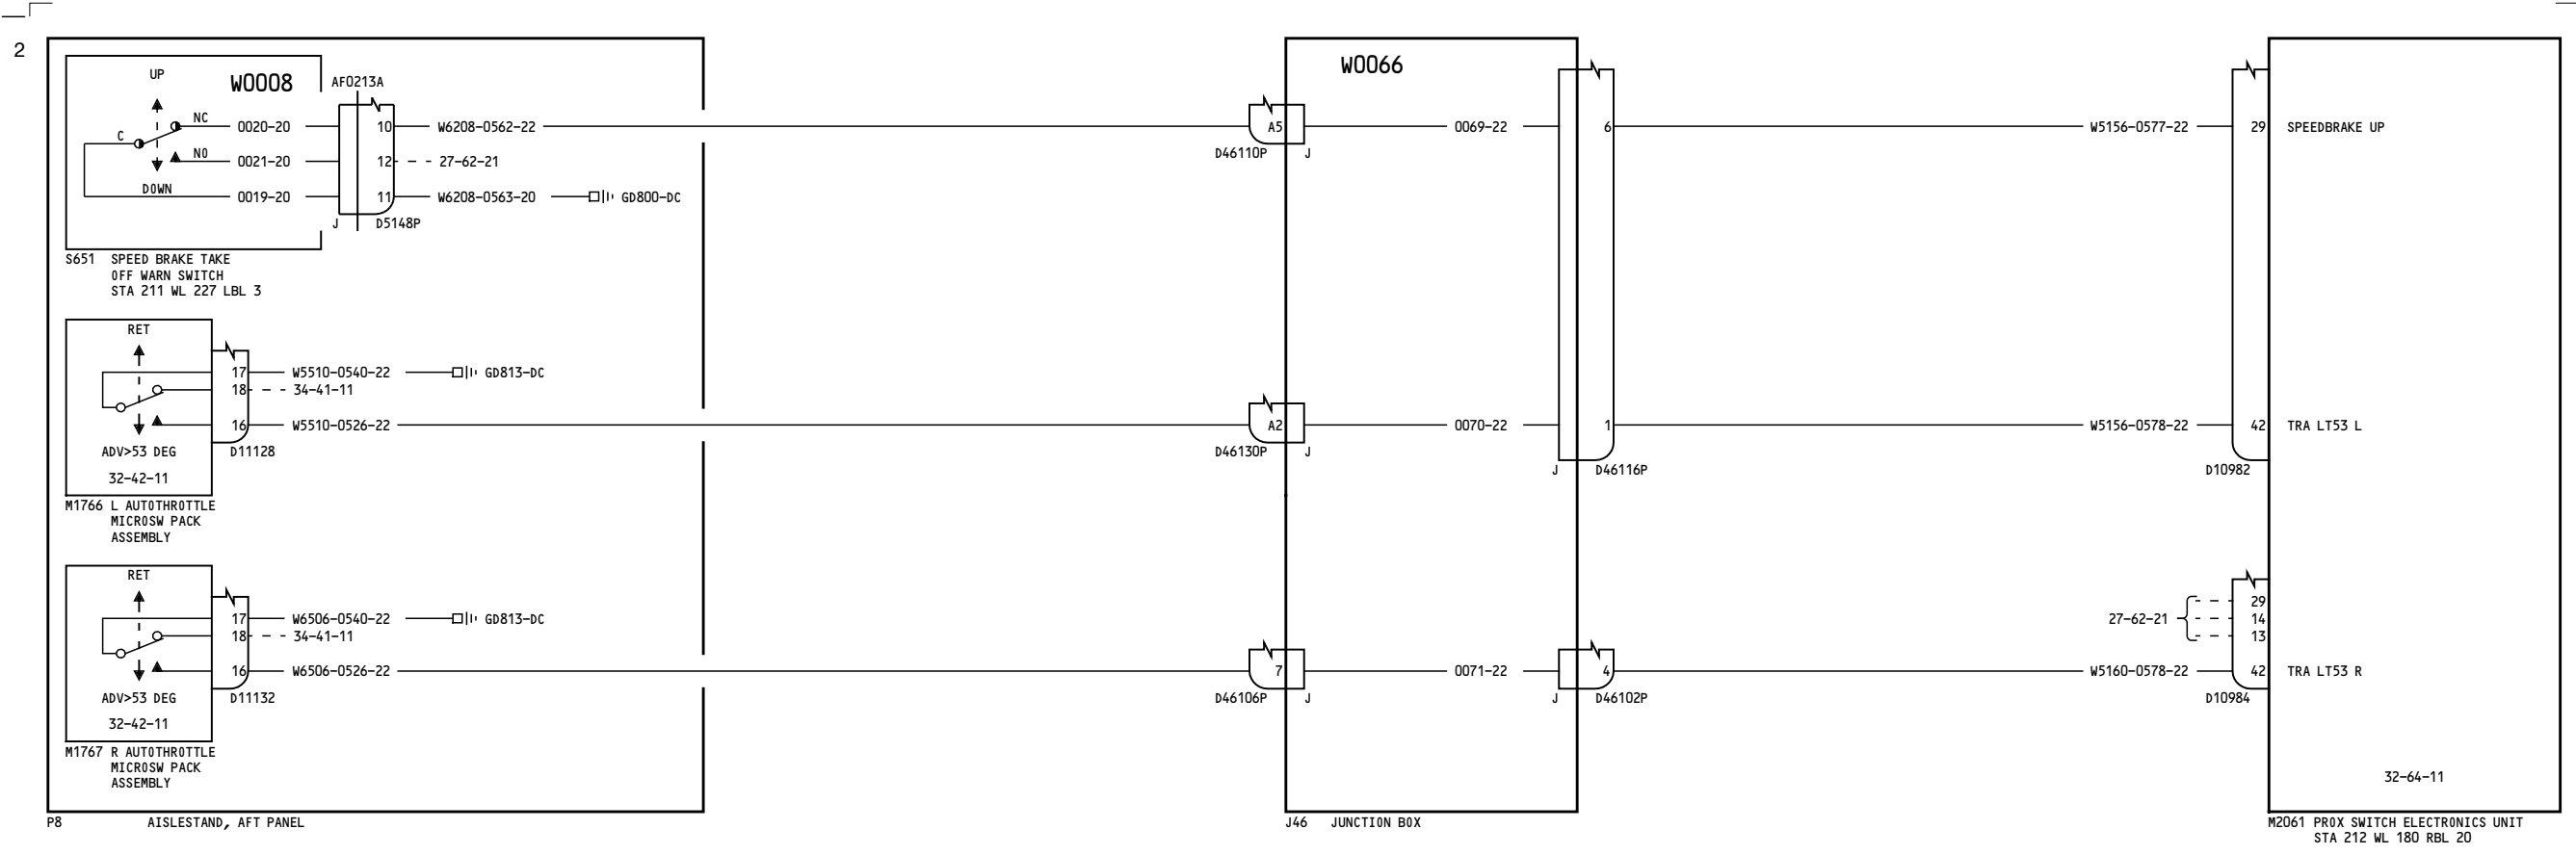 2
UP
W0008
AF0213A
NC
0020-20
10
W6208-0562-22
C
NO
0021-20
12
27-62-21
DOWN
0019-20
11
W6208-0563-20
GD800-DC
J
D5148P
S651 SPEED BRAKE TAKE
OFF WARN SWITCH
STA 211 WL 227 LBL 3
RET
17
W5510-0540-22
GD813-DC
18
34-41-11
16
W5510-0526-22
ADV>53 DEG
D11128
32-42-11
M1766 L AUTOTHROTTLE
MICROSW PACK
ASSEMBLY
RET
17
W6506-0540-22
GD813-DC
18
34-41-11
16
W6506-0526-22
ADV>53 DEG
D11132
32-42-11
M1767 R AUTOTHROTTLE
MICROSW PACK
ASSEMBLY
P8 AISLESTAND, AFT PANEL
W0066
A5
0069-22
6
D46110P
J
A2
0070-22
1
D46130P
J
J
D46116P
7
0071-22
4
D46106P
J
J
D46102P
J46 JUNCTION BOX
W5156-0577-22
29
SPEEDBRAKE UP
W5156-0578-22
42
TRA LT53 L
D10982
27-62-21
29
14
13
W5160-0578-22
42
TRA LT53 R
D10984
32-64-11
M2061 PROX SWITCH ELECTRONICS UNIT
STA 212 WL 180 RBL 20